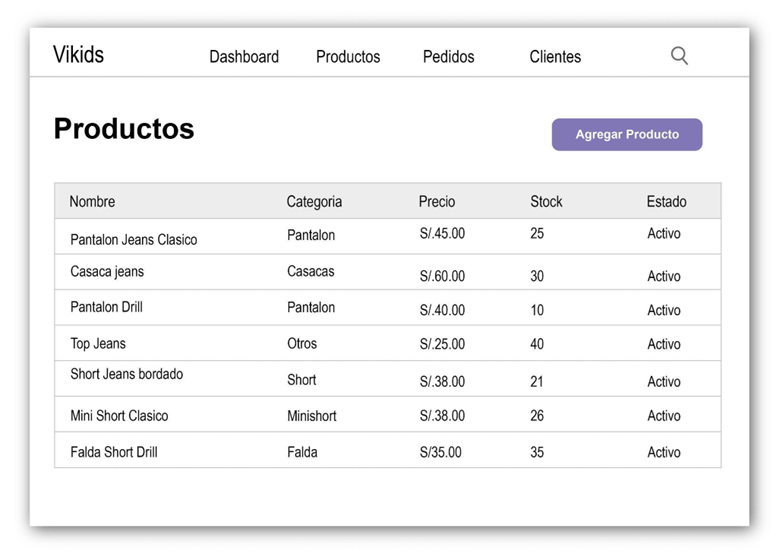 Vikids Dashboard Productos Pedidos Clientes
Productos
Agregar Producto
Nombre Categoria Precio Stock Estado
Pantalon Jeans Clasico Pantalon S/.45.00 25 Activo
Casaca jeans Casacas S/.60.00 30 Activo
Pantalon Drill Pantalon S/.40.00 10 Activo
Top Jeans Otros S/.25.00 40 Activo
Short Jeans bordado Short S/.38.00 21 Activo
Mini Short Clasico Minishort S/.38.00 26 Activo
Falda Short Drill Falda S/35.00 35 Activo